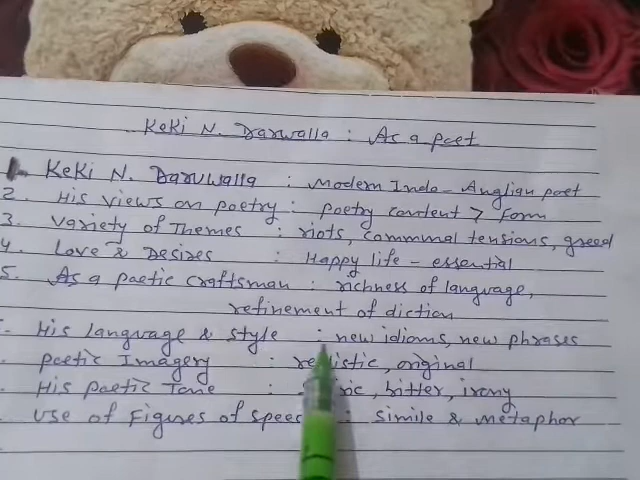 Keki N. Darwalla : As a poet
1. Keki N. Daruwalla : Modern Indo-Anglian poet
2. His views on poetry : poetry content > form
3. Variety of Themes : riots, communal tensions, greed
4. Love & Desires : Happy life - essential
5. As a poetic craftsman : richness of language,
refinement of diction
His language & style : new idioms, new phrases
Poetic Imagery : realistic, original
His Poetic Tone : bitter, irony
Use of Figures of : simile & metaphor